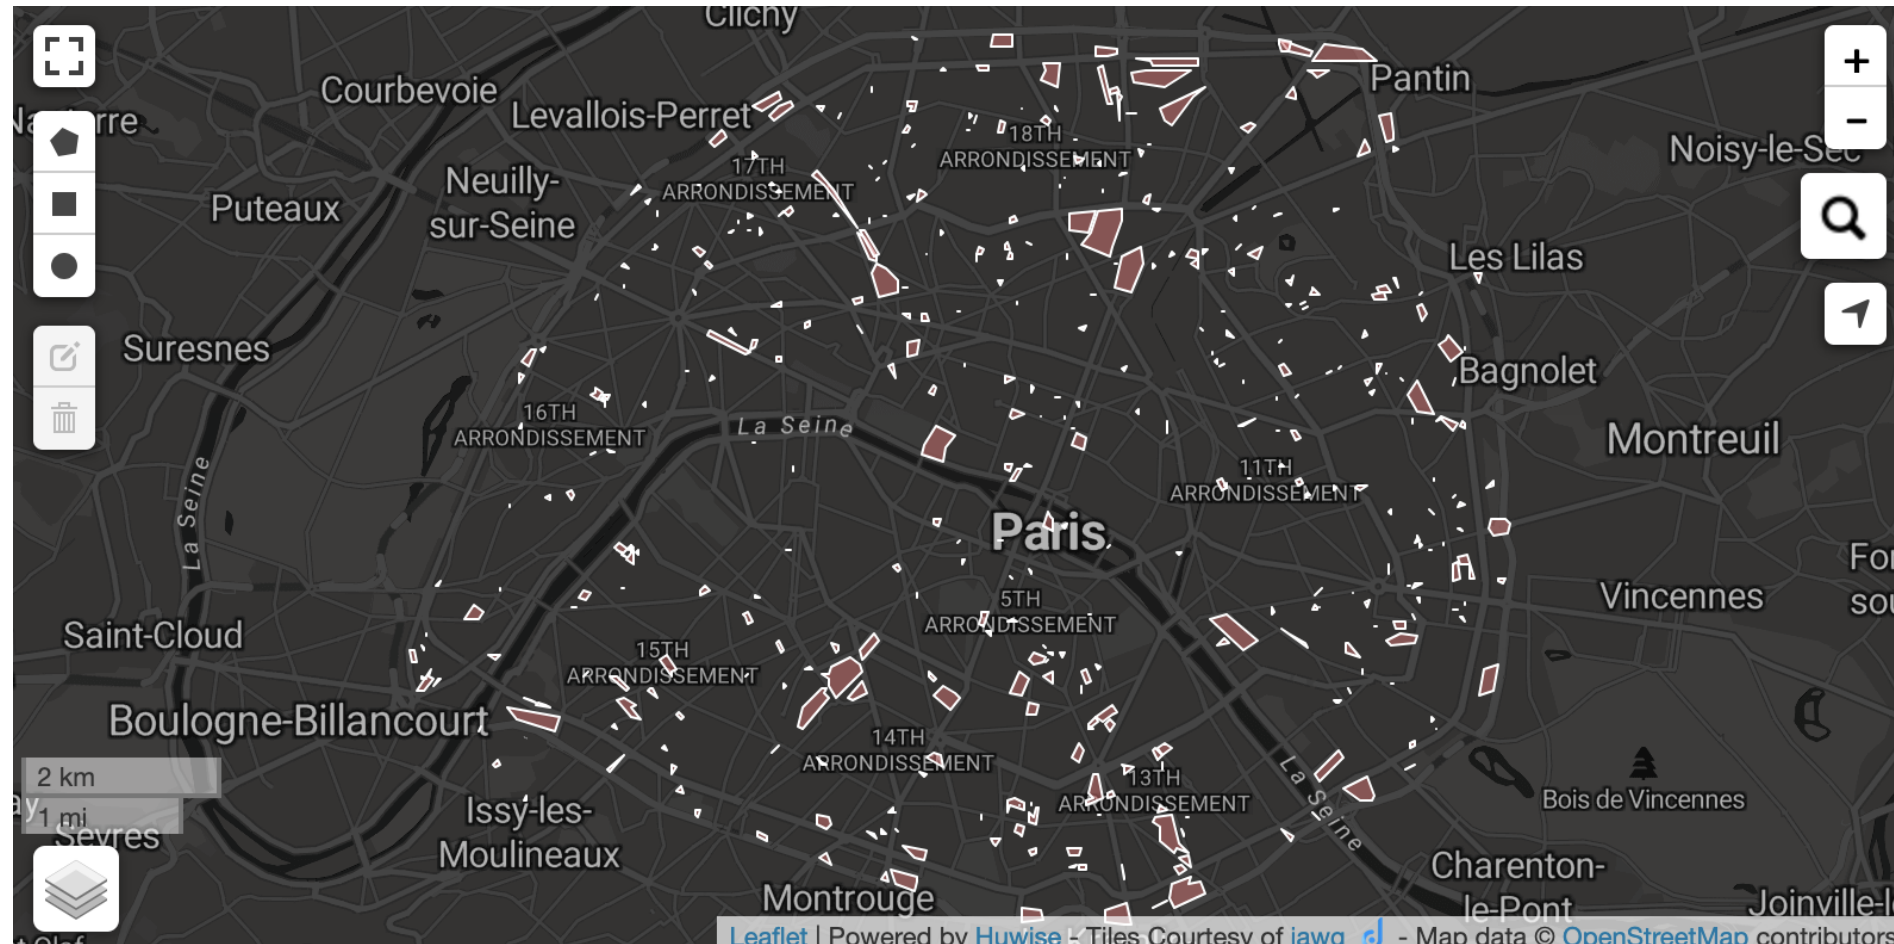 Clichy
Courbevoie
Levallois-Perret
Pantin
18TH
ARRONDISSEMENT
Noisy-le-Sec
17TH
ARRONDISSEMENT
Neuilly-
sur-Seine
Puteaux
Les Lilas
Suresnes
Bagnolet
16TH
ARRONDISSEMENT
La Seine
Montreuil
11TH
ARRONDISSEMENT
La Seine
Paris
Vincennes
5TH
ARRONDISSEMENT
Saint-Cloud
15TH
ARRONDISSEMENT
Boulogne-Billancourt
14TH
ARRONDISSEMENT
13TH
ARRONDISSEMENT
La Seine
Bois de Vincennes
2 km
1 mi
Sèvres
Issy-les-
Moulineaux
Charenton-
le-Pont
Montrouge
Joinville-l
+
−
Leaflet | Powered by Huwise - Tiles Courtesy of jawg - Map data © OpenStreetMap contributors